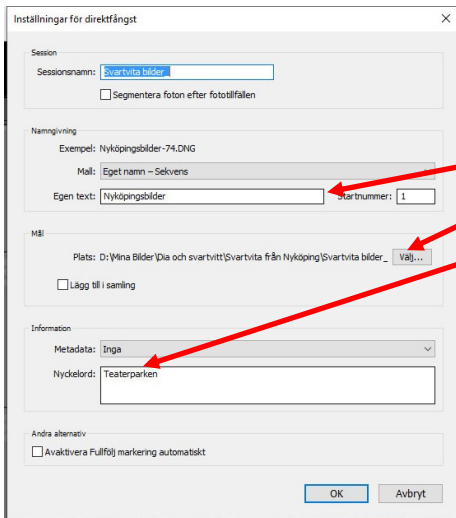 Inställningar för direktfångst
Session
Sessionsnamn: Svartvita bilder_
Segmentera foton efter fototillfällen
Namngivning
Exempel: Nyköpingsbilder-74.DNG
Mall: Eget namn – Sekvens
Egen text: Nyköpingsbilder Startnummer: 1
Mål
Plats: D:\Mina Bilder\Dia och svartvitt\Svartvita från Nyköping\Svartvita bilder_ Välj...
Lägg till i samling
Information
Metadata: Inga
Nyckelord: Teaterparken
Andra alternativ
Avaktivera Fullfölj markering automatiskt
OK Avbryt